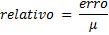 relativo = erro / μ